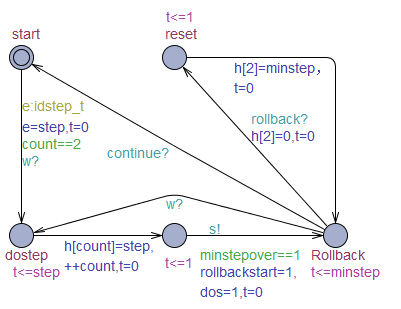 t<=1
start
reset
h[2]=minstep，
t=0
e:idstep_t
e=step,t=0
count==2
w?
rollback?
h[2]=0,t=0
continue?
w?
s!
dostep
t<=step
h[count]=step,
++count,t=0
t<=1
minstepover==1
rollbackstart=1,
dos=1,t=0
Rollback
t<=minstep